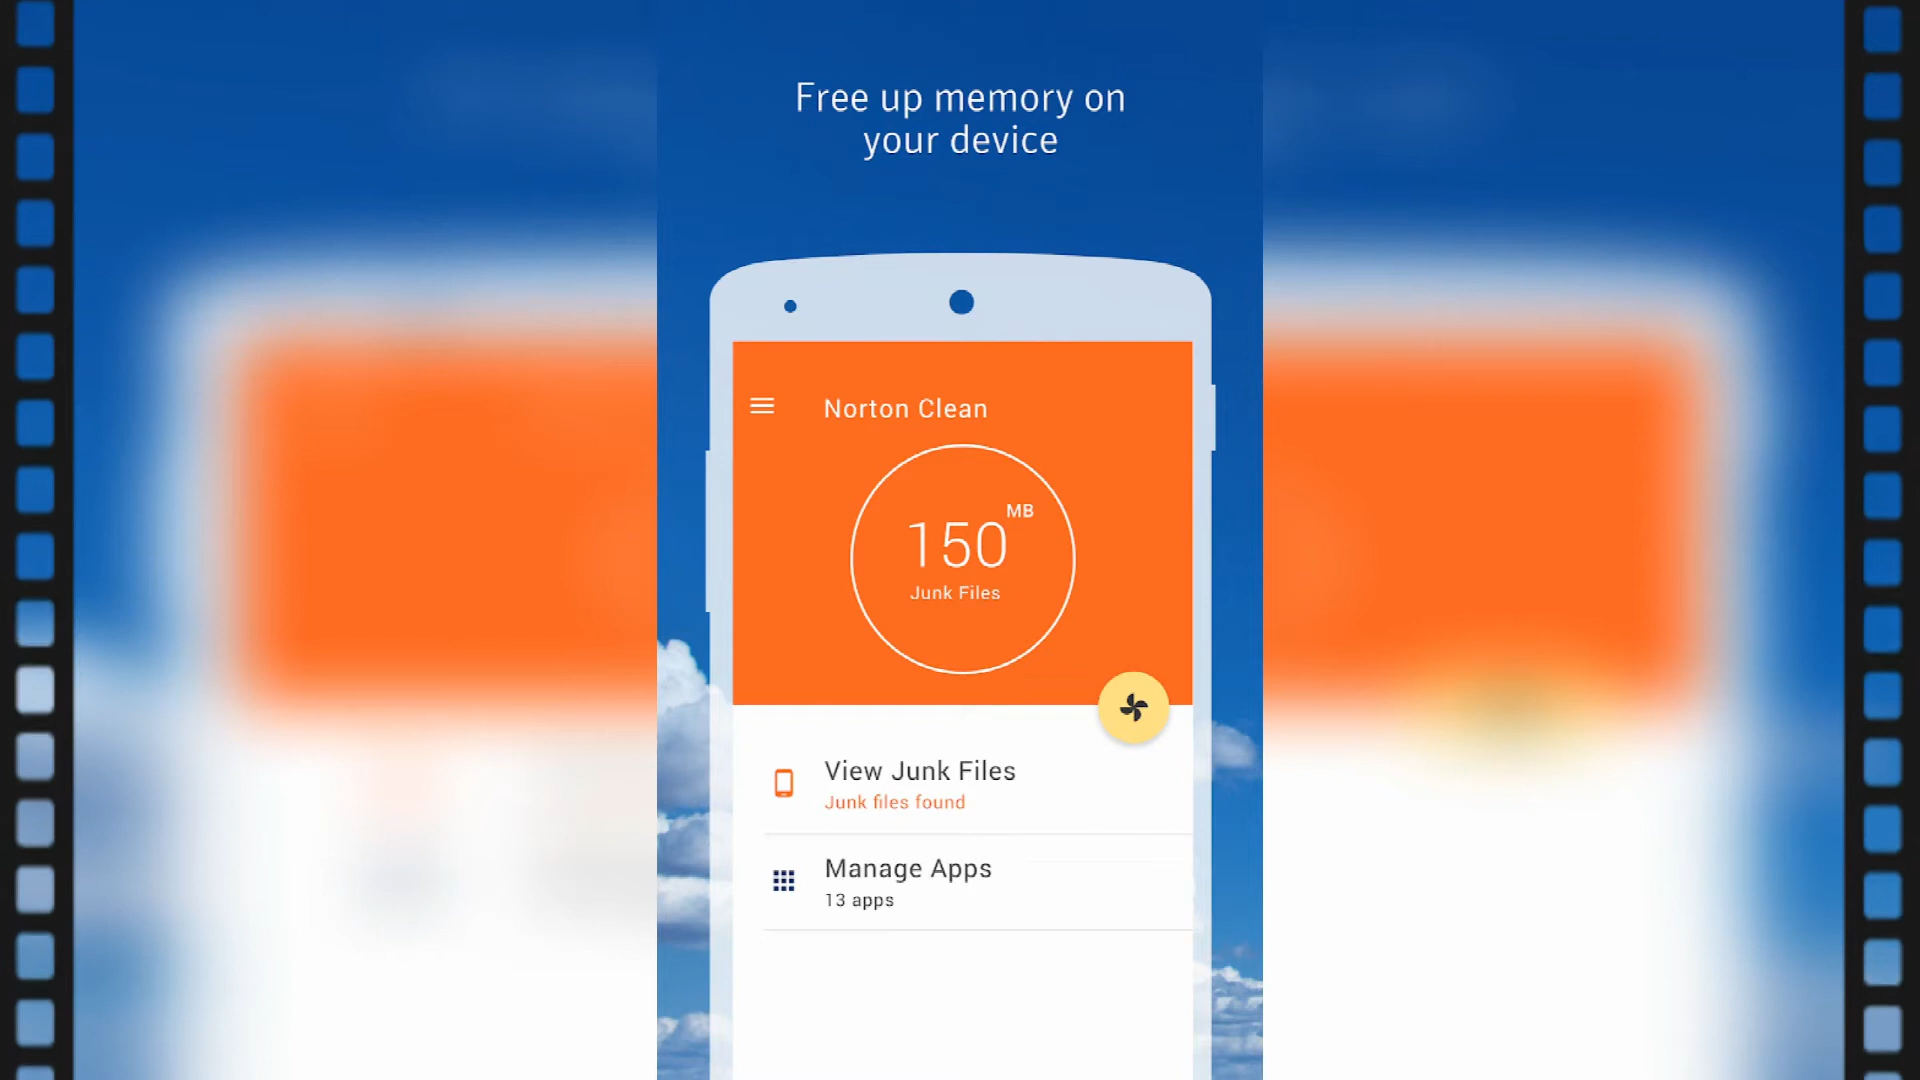 Free up memory on
your device
Norton Clean
150 MB
Junk Files
View Junk Files
Junk files found
Manage Apps
13 apps